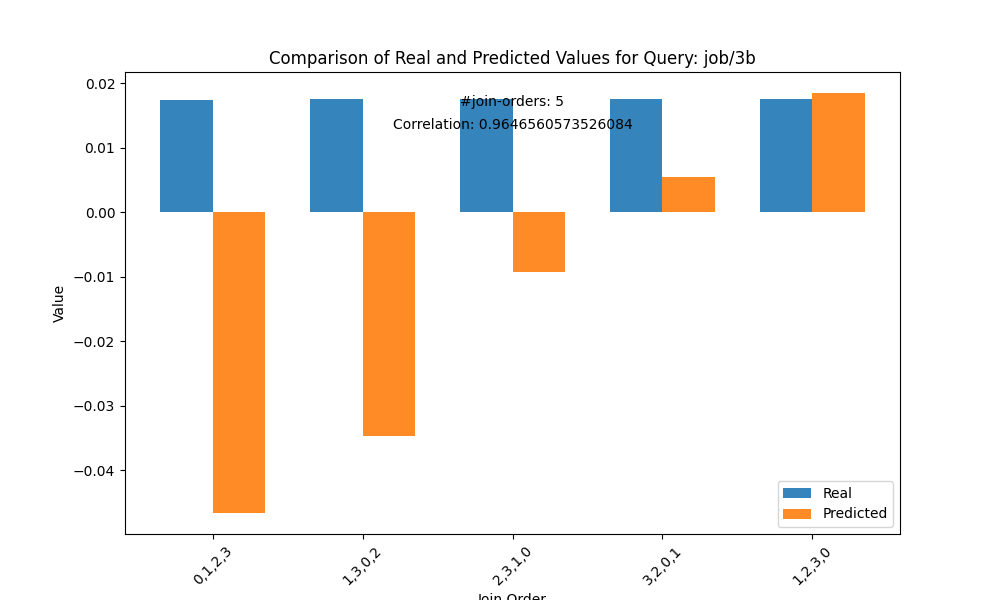 Comparison of Real and Predicted Values for Query: job/3b
#join-orders: 5
Correlation: 0.9646560573526084
0.02
0.01
0.00
−0.01
−0.02
−0.03
−0.04
Value
Real
Predicted
0,1,2,3
1,3,0,2
2,3,1,0
3,2,0,1
1,2,3,0
Join Order